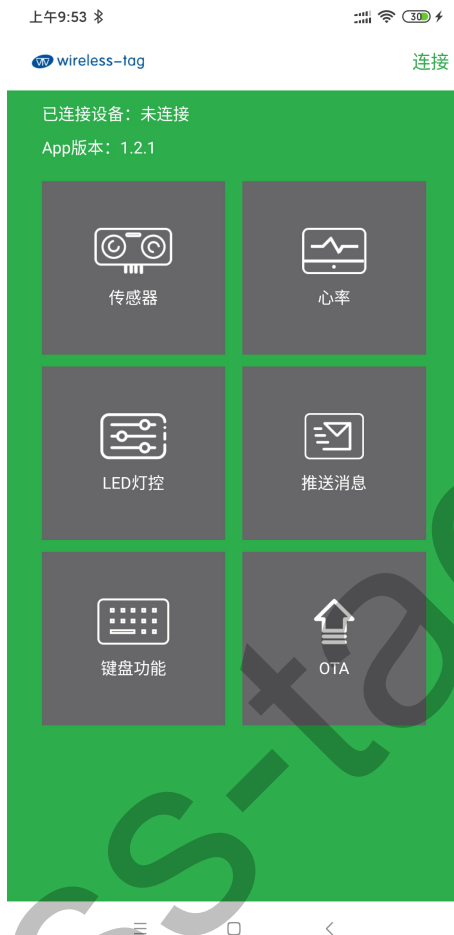 上午9:53
30
wireless-tag
连接
已连接设备：未连接
App版本：1.2.1
传感器
心率
LED灯控
推送消息
键盘功能
OTA
ss-tag